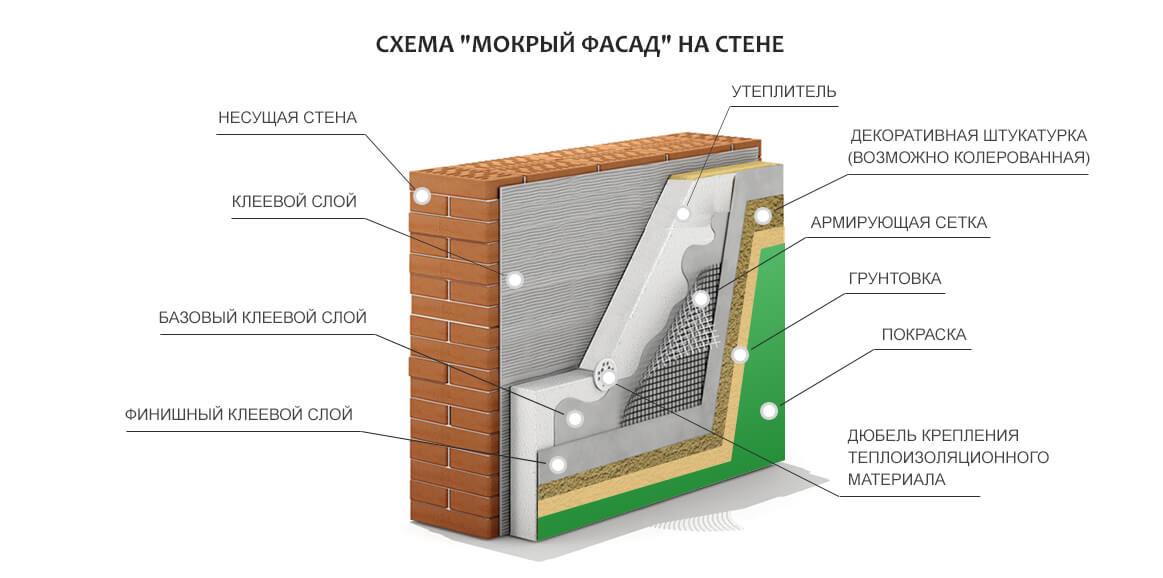 СХЕМА "МОКРЫЙ ФАСАД" НА СТЕНЕ
НЕСУЩАЯ СТЕНА
КЛЕЕВОЙ СЛОЙ
БАЗОВЫЙ КЛЕЕВОЙ СЛОЙ
ФИНИШНЫЙ КЛЕЕВОЙ СЛОЙ
УТЕПЛИТЕЛЬ
ДЕКОРАТИВНАЯ ШТУКАТУРКА
(ВОЗМОЖНО КОЛЕРОВАННАЯ)
АРМИРУЮЩАЯ СЕТКА
ГРУНТОВКА
ПОКРАСКА
ДЮБЕЛЬ КРЕПЛЕНИЯ
ТЕПЛОИЗОЛЯЦИОННОГО
МАТЕРИАЛА